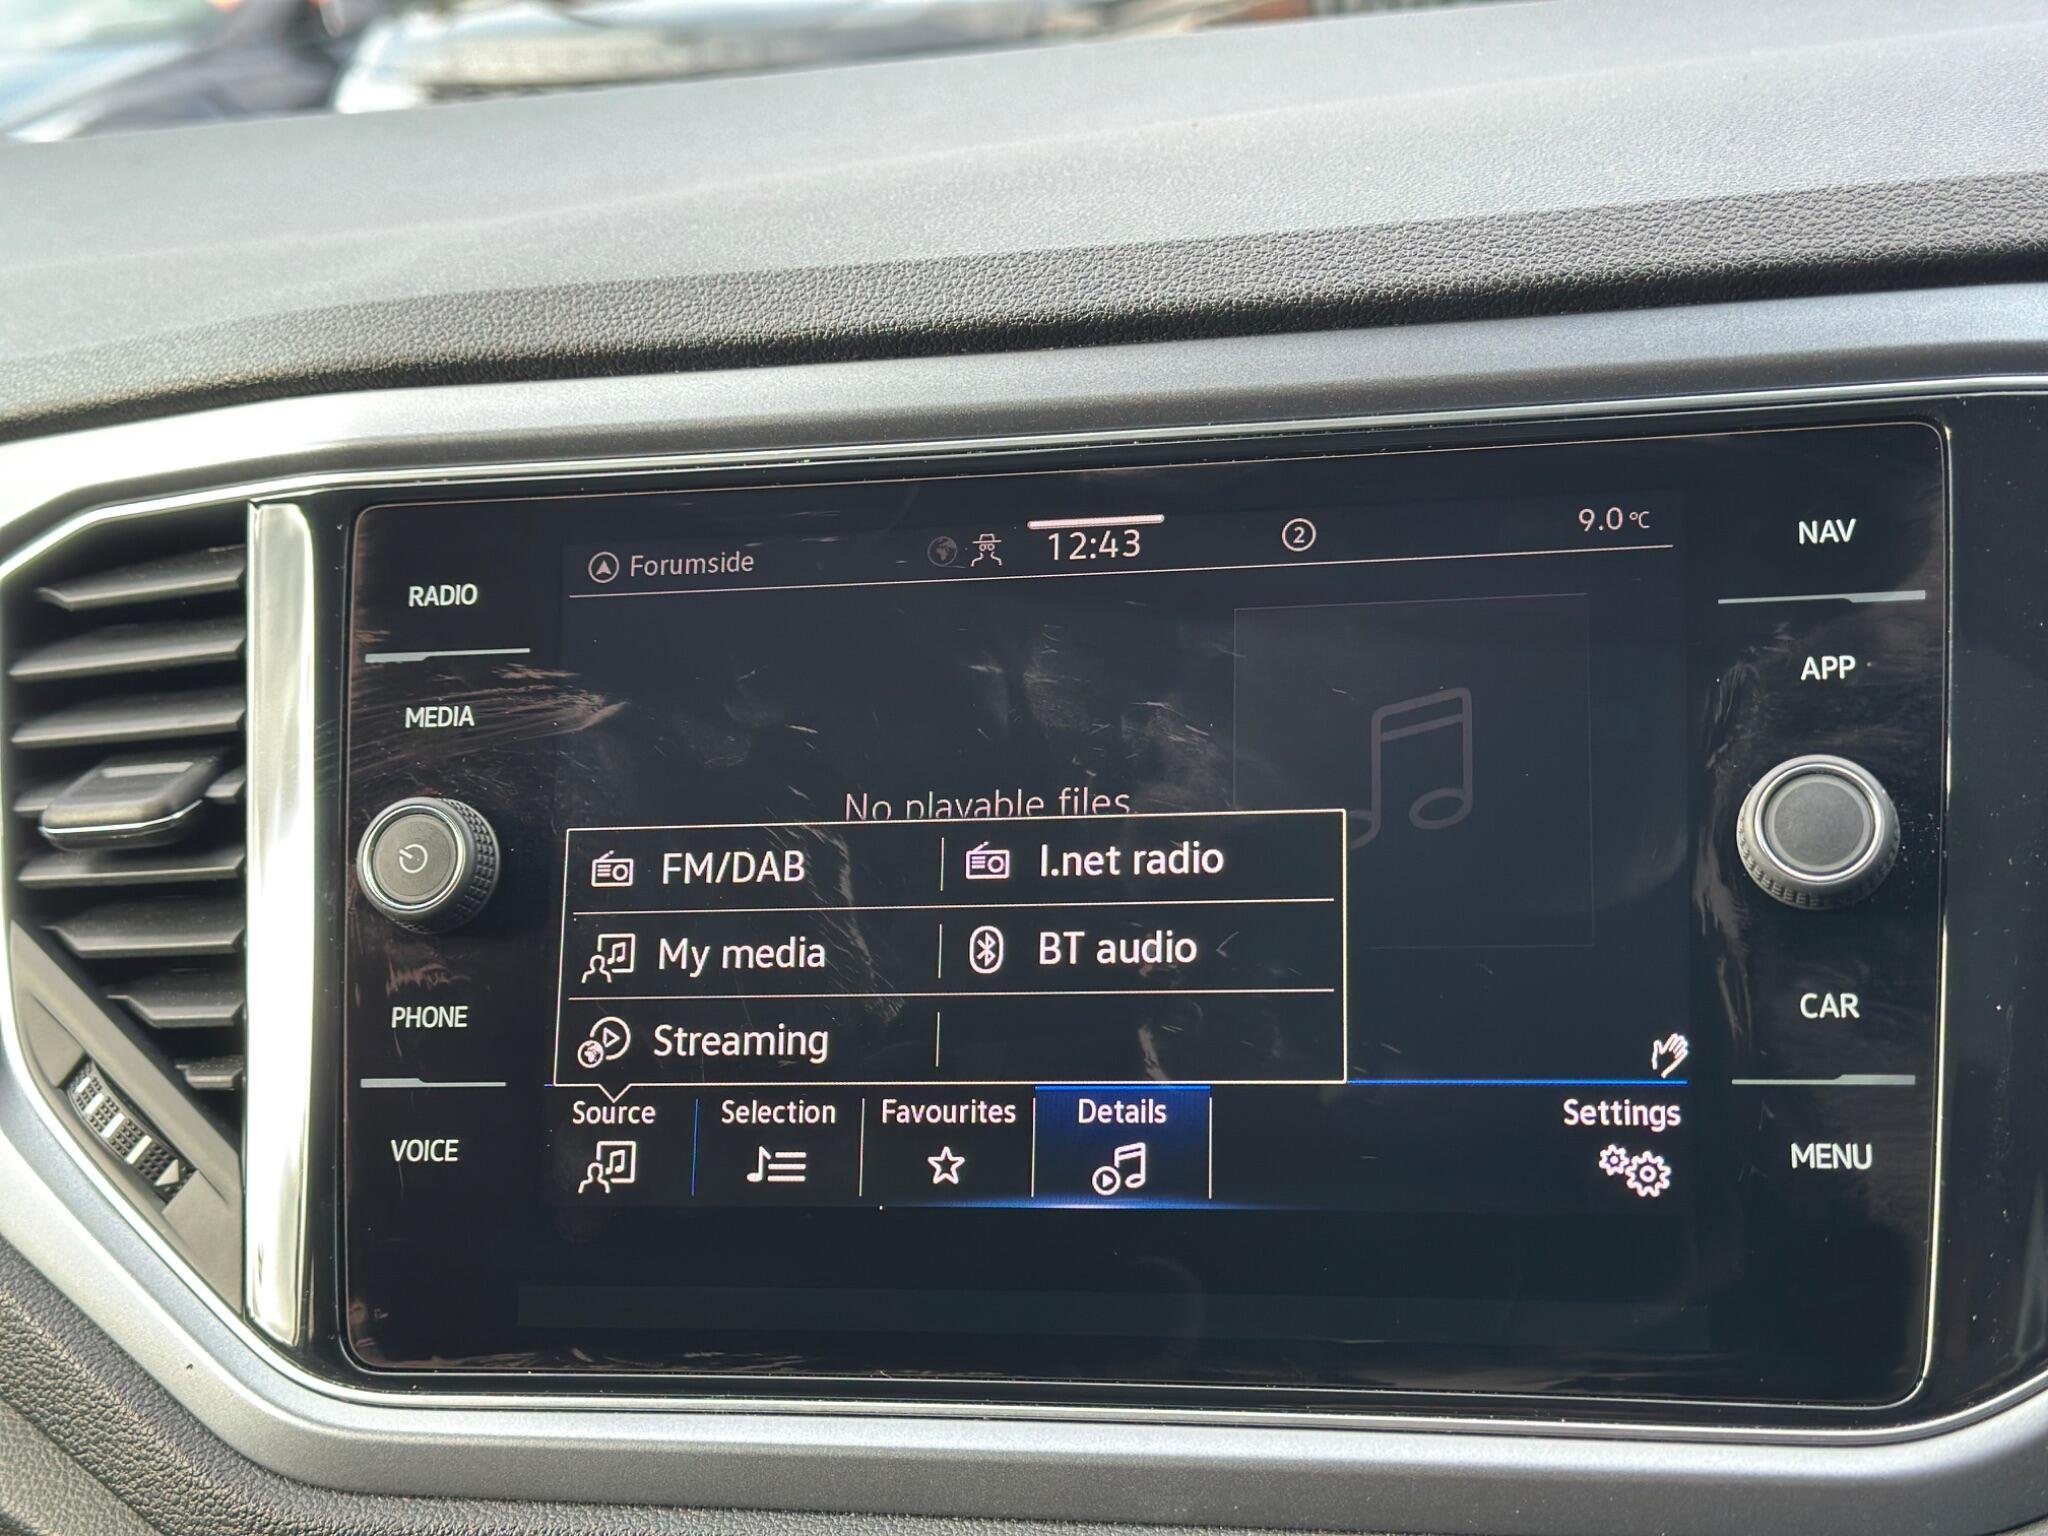 Forumside 12:43 2 9.0 °C
RADIO
MEDIA
PHONE
VOICE
No playable files.
FM/DAB I.net radio
My media BT audio
Streaming
Source Selection Favourites Details Settings
NAV
APP
CAR
MENU